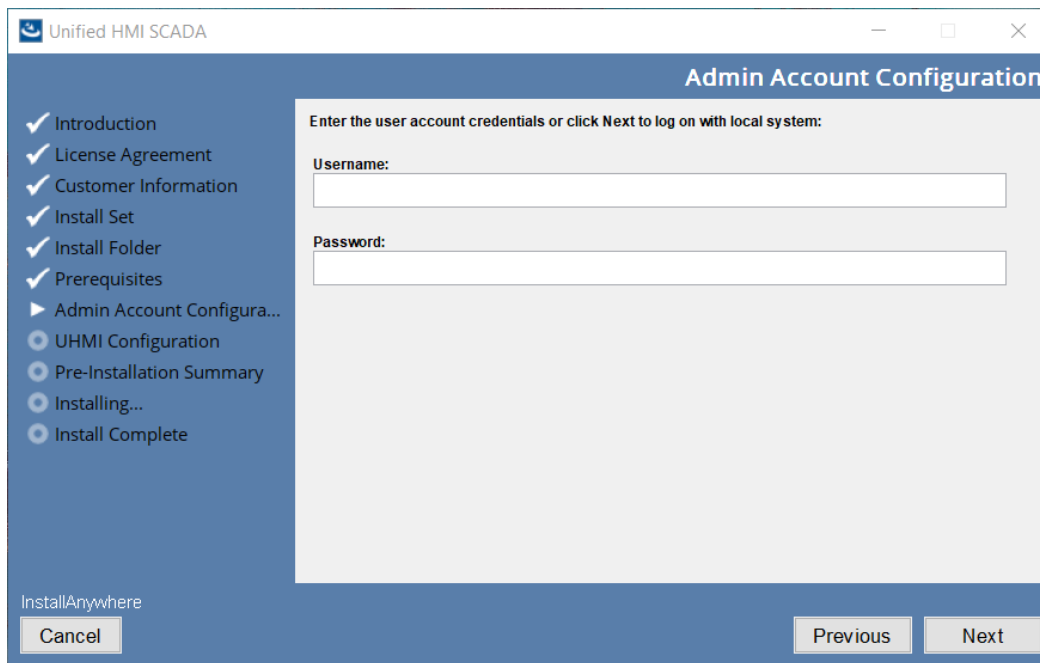 Unified HMI SCADA
Admin Account Configuration
Introduction
License Agreement
Customer Information
Install Set
Install Folder
Prerequisites
Admin Account Configura...
UHMI Configuration
Pre-Installation Summary
Installing...
Install Complete
Enter the user account credentials or click Next to log on with local system:
Username:
Password:
InstallAnywhere
Cancel
Previous
Next